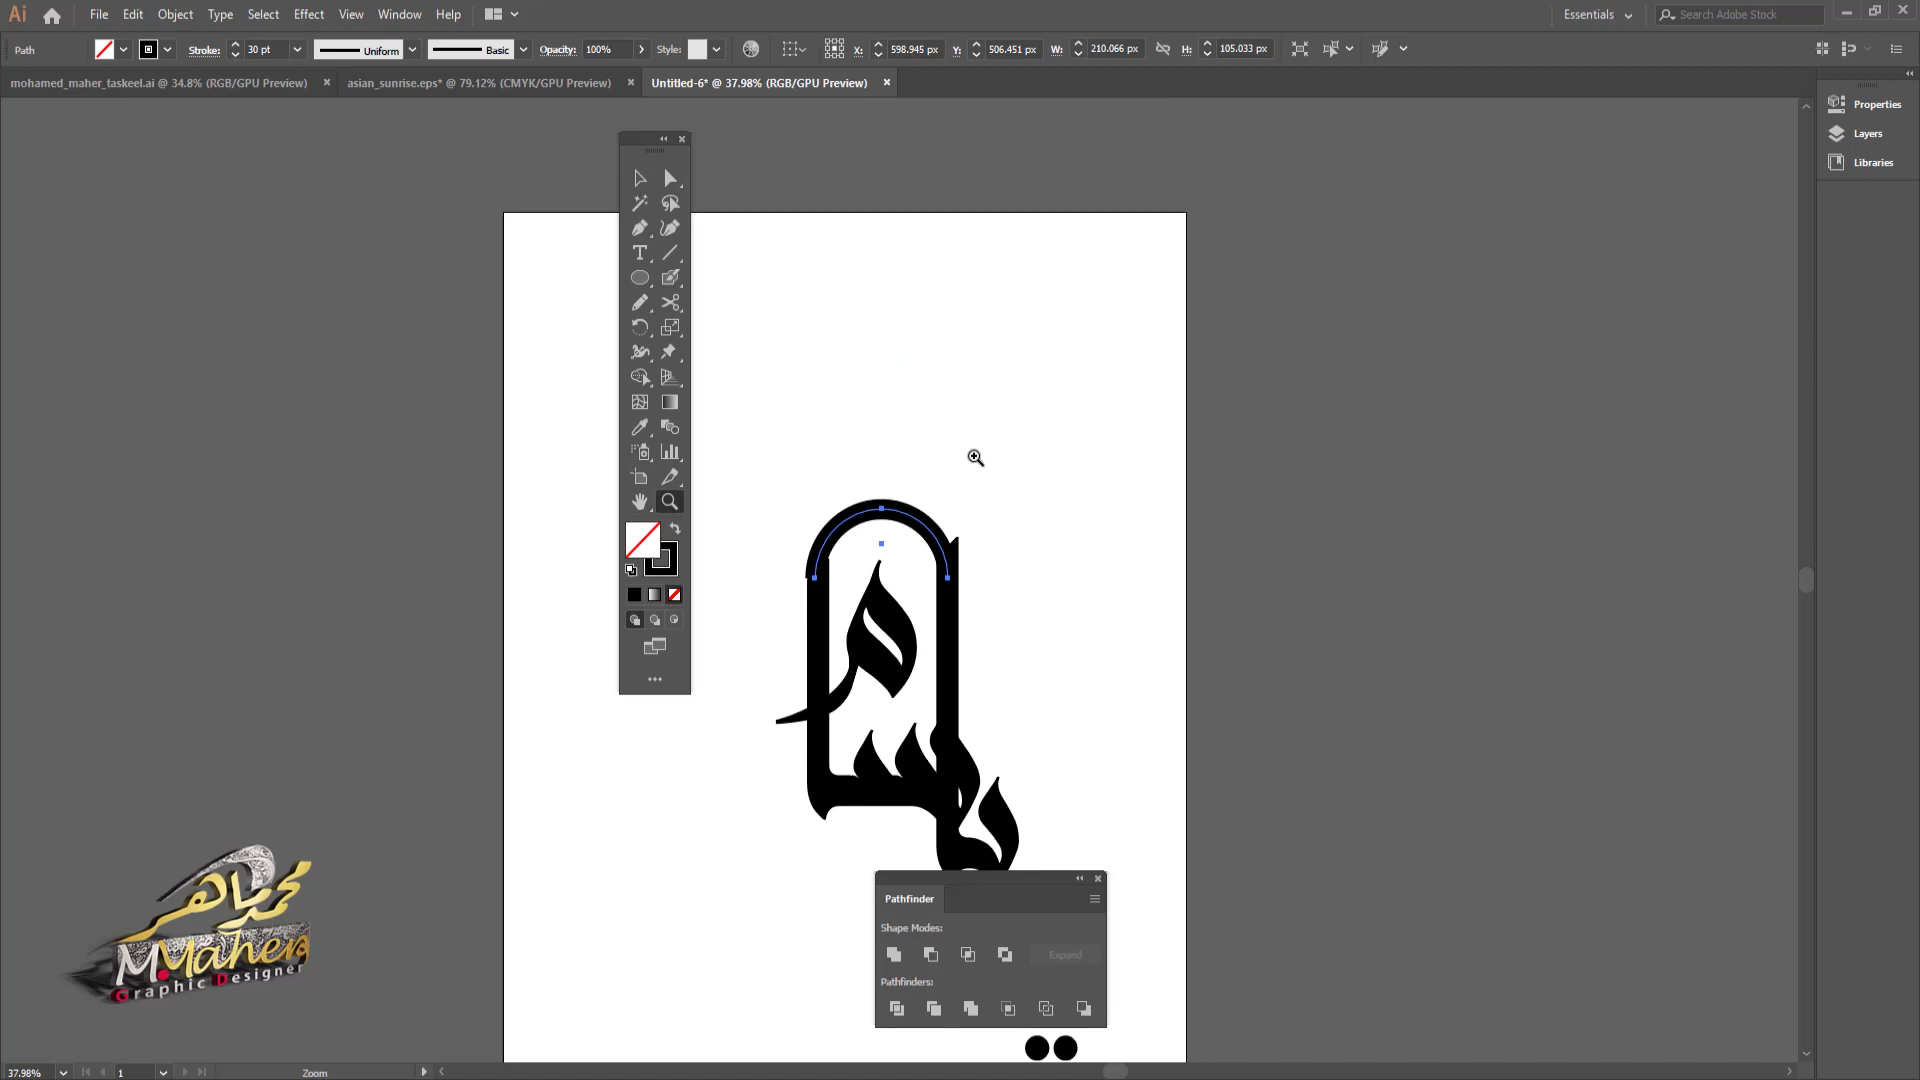 Ai File Edit Object Type Select Effect View Window Help Essentials Search Adobe Stock
Path Stroke: 30 pt Uniform Basic Opacity: 100% Style: X: 598.945 px Y: 506.451 px W: 210.066 px H: 105.033 px
mohamed_maher_taskeel.ai @ 34.8% (RGB/GPU Preview) × asian_sunrise.eps* @ 79.12% (CMYK/GPU Preview) × Untitled-6* @ 37.98% (RGB/GPU Preview) ×
Properties
Layers
Libraries
محمد ماهر
M.Maher
Graphic Designer
Pathfinder
Shape Modes:
Expand
Pathfinders:
37.98% 1 Zoom